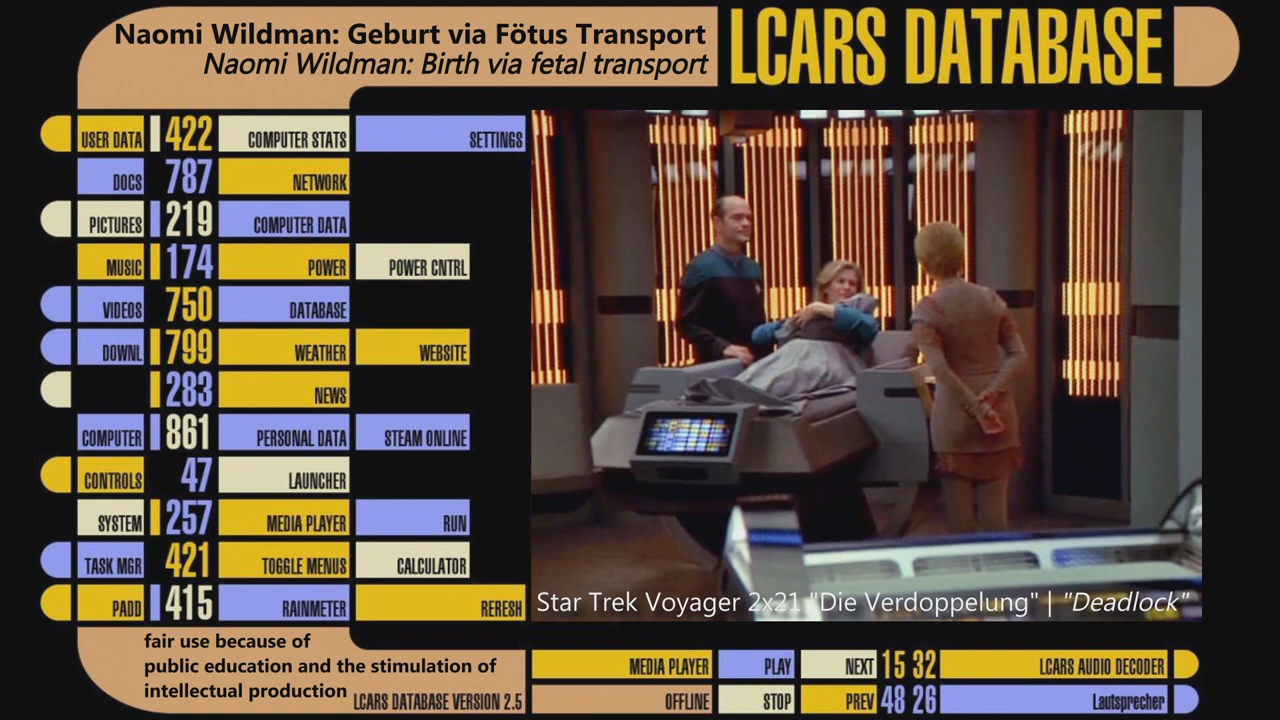 Naomi Wildman: Geburt via Fötus Transport
Naomi Wildman: Birth via fetal transport
LCARS DATABASE
USER DATA 422 COMPUTER STATS SETTINGS
DOCS 787 NETWORK
PICTURES 219 COMPUTER DATA
MUSIC 174 POWER POWER CNTRL
VIDEOS 750 DATABASE
DOWNL 799 WEATHER WEBSITE
283 NEWS
COMPUTER 861 PERSONAL DATA STEAM ONLINE
CONTROLS 47 LAUNCHER
SYSTEM 257 MEDIA PLAYER RUN
TASK MGR 421 TOGGLE MENUS CALCULATOR
PADD 415 RAINMETER RERESH
Star Trek Voyager 2x21 "Die Verdoppelung" | "Deadlock"
fair use because of
public education and the stimulation of
intellectual production
LCARS DATABASE VERSION 2.5
MEDIA PLAYER PLAY NEXT 15 32 LCARS AUDIO DECODER
OFFLINE STOP PREV 48 26 Lautsprecher